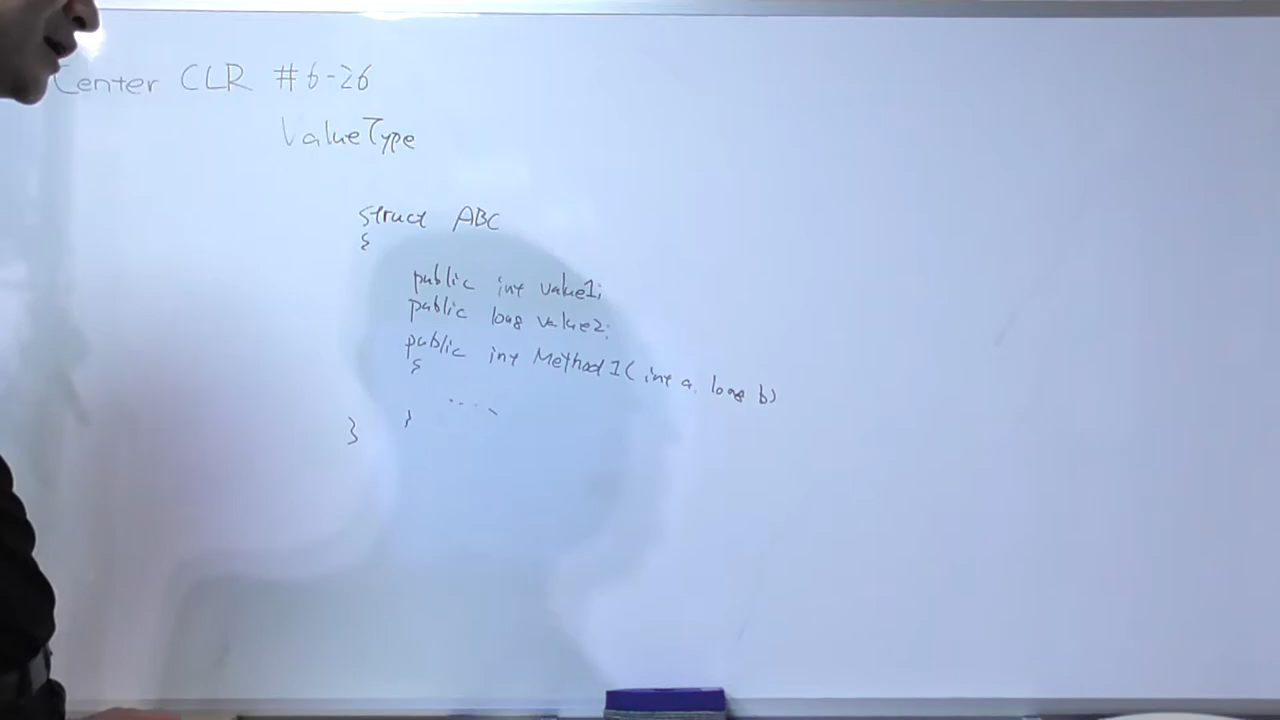 Center CLR #6-26
ValueType
struct ABC
{
public int value1;
public long value2;
public int Method1(int a, long b)
{
.....
}
}